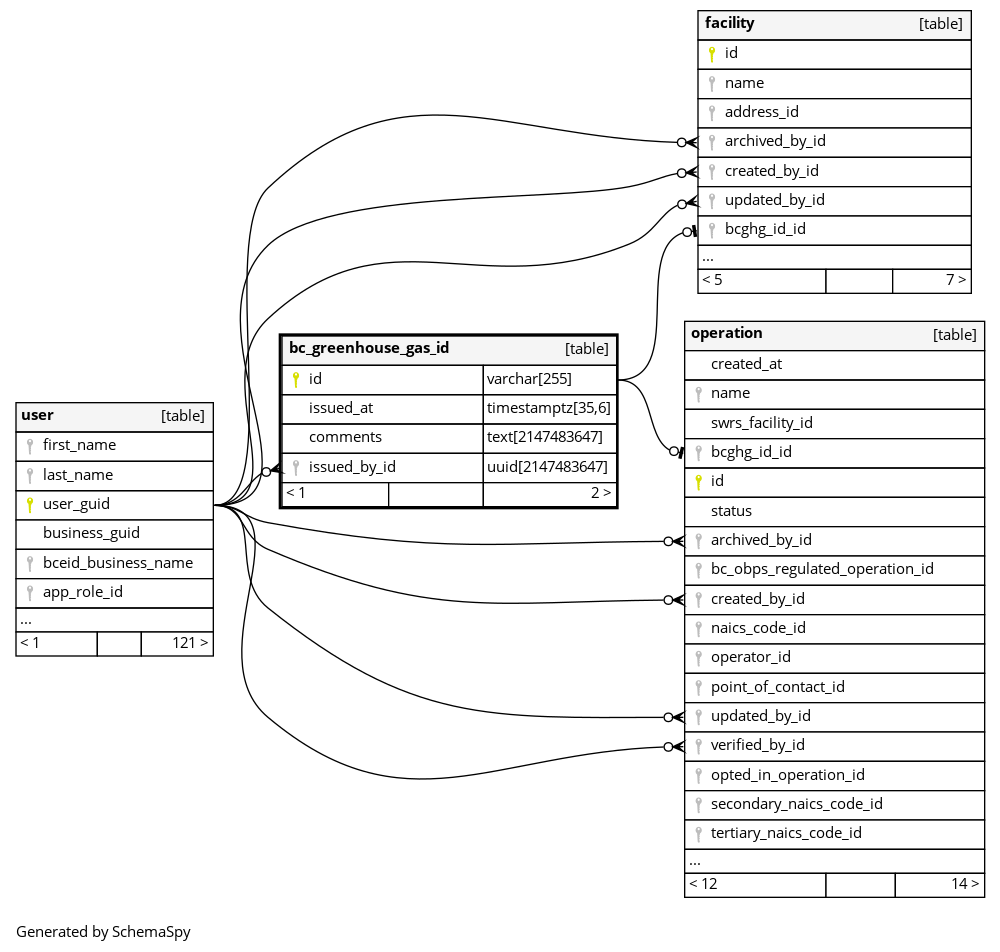 facility [table]
id
name
address_id
archived_by_id
created_by_id
updated_by_id
bcghg_id_id
...
< 5 7 >
bc_greenhouse_gas_id [table]
id varchar[255]
issued_at timestamptz[35,6]
comments text[2147483647]
issued_by_id uuid[2147483647]
< 1 2 >
user [table]
first_name
last_name
user_guid
business_guid
bceid_business_name
app_role_id
...
< 1 121 >
operation [table]
created_at
name
swrs_facility_id
bcghg_id_id
id
status
archived_by_id
bc_obps_regulated_operation_id
created_by_id
naics_code_id
operator_id
point_of_contact_id
updated_by_id
verified_by_id
opted_in_operation_id
secondary_naics_code_id
tertiary_naics_code_id
...
< 12 14 >
Generated by SchemaSpy